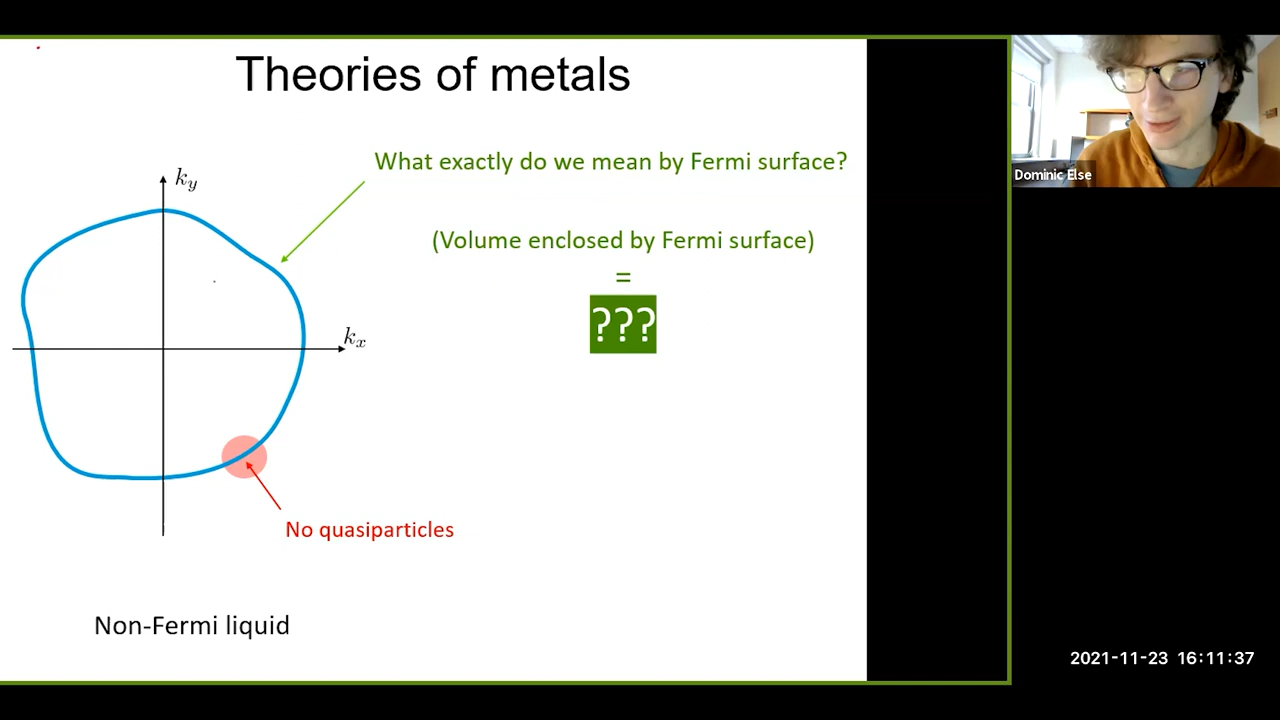 Theories of metals
What exactly do we mean by Fermi surface?
k_y
(Volume enclosed by Fermi surface)
=
???
k_x
No quasiparticles
Non-Fermi liquid
Dominic Else
2021-11-23 16:11:37